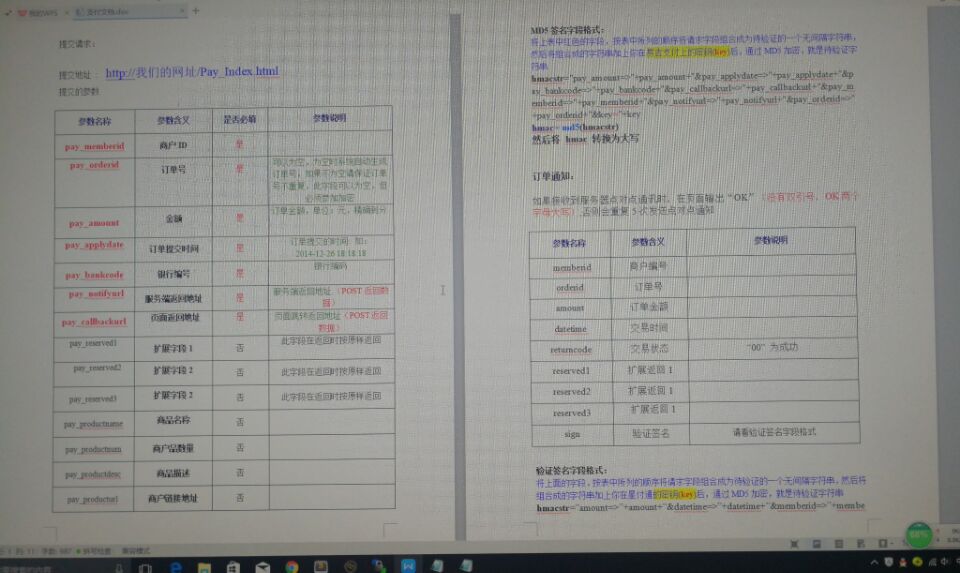 我的WPS
支付文档.docx
提交请求：
提交地址： http://我们的网址/Pay_Index.html
提交的参数
参数名称 参数含义 是否必填 参数说明
pay_memberid 商户 ID 是
pay_orderid 订单号 是 可以为空，为空时系统自动生成
订单号，如果不为空请保证订单
号不重复，此字段可以为空，但
必须参加加密
pay_amount 金额 是 订单金额，单位：元，精确到分
pay_applydate 订单提交时间 是 订单提交的时间 如：
2014-12-26 18:18:18
pay_bankcode 银行编号 是 银行编码
pay_notifyurl 服务端返回地址 是 服务端返回地址.（POST 返回数
据）
pay_callbackurl 页面返回地址 是 页面跳转返回地址（POST 返回
数据）
pay_reserved1 扩展字段 1 否 此字段在返回时按原样返回
pay_reserved2 扩展字段 2 否 此字段在返回时按原样返回
pay_reserved3 扩展字段 2 否 此字段在返回时按原样返回
pay_productname 商品名称 否
pay_productnum 商户品数量 否
pay_productdesc 商品描述 否
pay_producturl 商户链接地址 否
MD5 签名字段格式：
将上表中红色的字段，按表中所列的顺序将请求字段组合成为待验证的一个无间隔字符串，
然后将组合成的字符串加上你在 支付上的密钥(key)后，通过 MD5 加密，就是待验证字
符串
hmacstr="pay_amount=>"+pay_amount+"&pay_applydate=>"+pay_applydate+"&p
ay_bankcode=>"+pay_bankcode+"&pay_callbackurl=>"+pay_callbackurl+"&pay_m
emberid=>"+pay_memberid+"&pay_notifyurl=>"+pay_notifyurl+"&pay_orderid=>"
+pay_orderid+"&key="+key
hmac= md5(hmacstr)
然后将 hmac 转换为大写
订单通知：
如果接收到服务器点对点通讯时，在页面输出“OK”（没有双引号，OK 两个
字母大写）,否则会重复 5 次发送点对点通知
参数名称 参数含义 参数说明
memberid 商户编号
orderid 订单号
amount 订单金额
datetime 交易时间
returncode 交易状态 “00” 为成功
reserved1 扩展返回 1
reserved2 扩展返回 1
reserved3 扩展返回 1
sign 验证签名 请看验证签名字段格式
验证签名字段格式：
将上面的字段，按表中所列的顺序将请求字段组合成为待验证的一个无间隔字符串，然后将
组合成的字符串加上你在星付通的密钥(key)后，通过 MD5 加密，就是待验证字符串
hmacstr="amount=>"+amount+"&datetime=>"+datetime+"&memberid=>"+membe
字数: 987 拼写检查 兼容模式